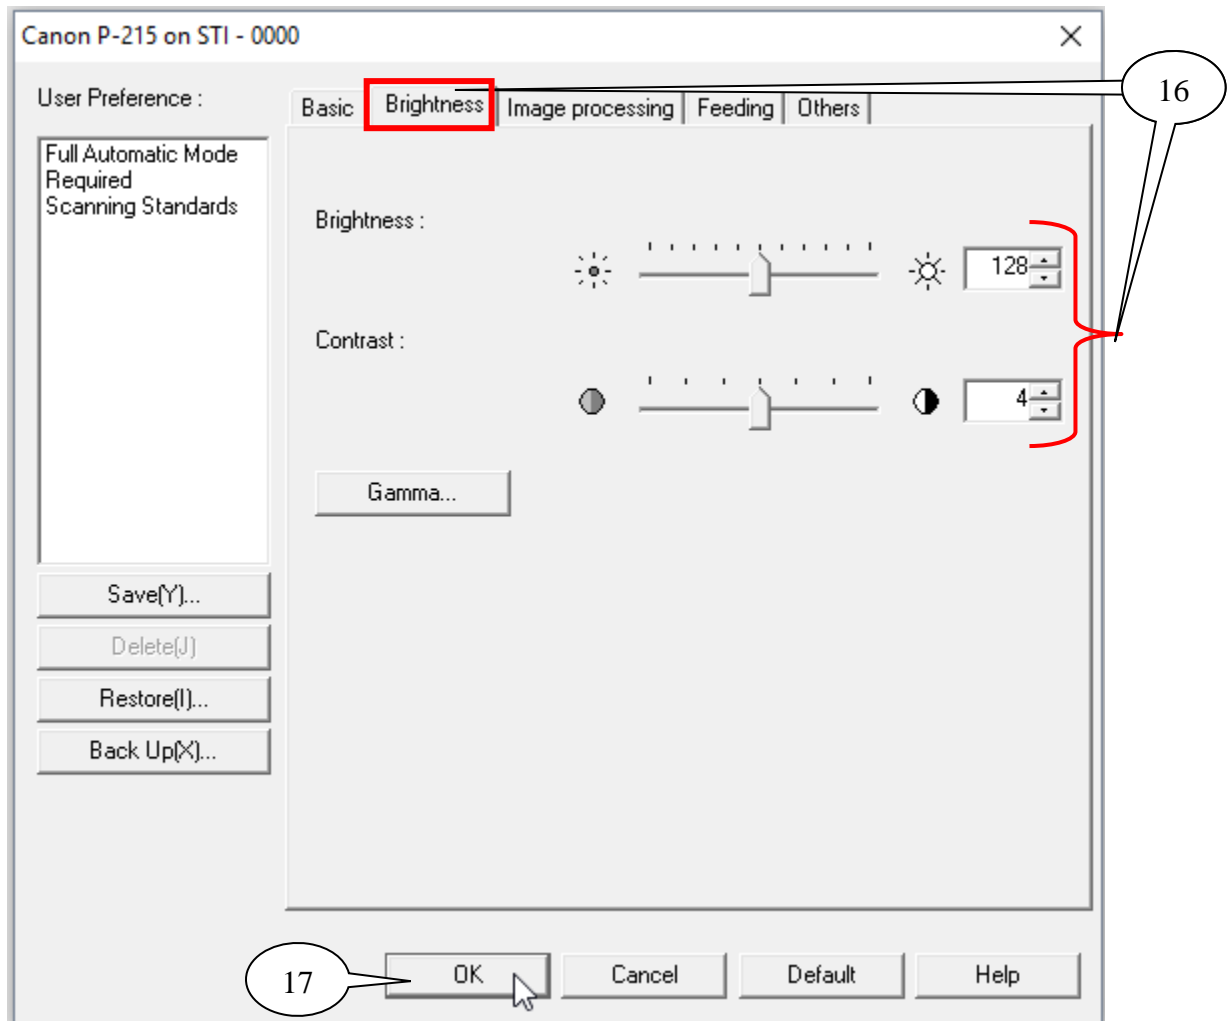 Canon P-215 on STI - 0000
16
User Preference :
Basic Brightness Image processing Feeding Others
Full Automatic Mode
Required
Scanning Standards
Brightness :
128
Contrast :
4
Gamma...
Save(Y)...
Delete(J)
Restore(I)...
Back Up(X)...
17
OK Cancel Default Help